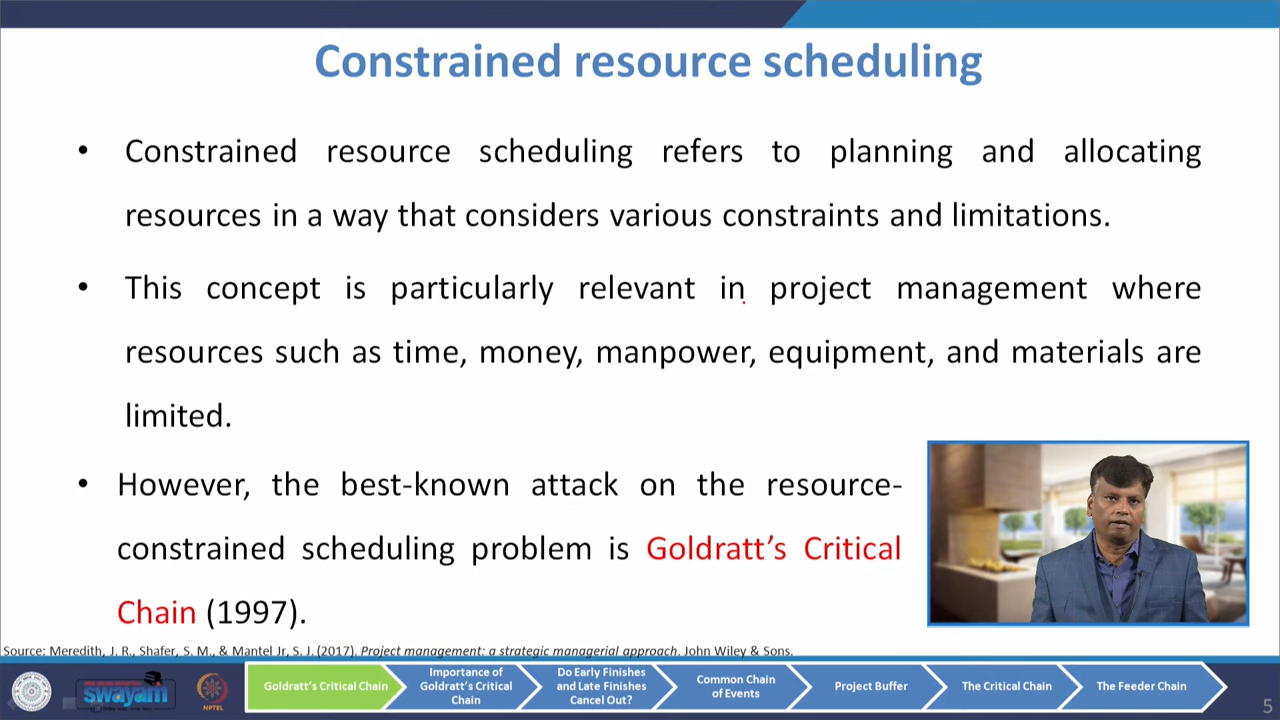 Constrained resource scheduling
• Constrained resource scheduling refers to planning and allocating
resources in a way that considers various constraints and limitations.
• This concept is particularly relevant in project management where
resources such as time, money, manpower, equipment, and materials are
limited.
• However, the best-known attack on the resource-
constrained scheduling problem is Goldratt’s Critical
Chain (1997).
Source: Meredith, J. R., Shafer, S. M., & Mantel Jr, S. J. (2017). Project management: a strategic managerial approach. John Wiley & Sons.
swayam
NPTEL
Goldratt’s Critical Chain
Importance of
Goldratt’s Critical
Chain
Do Early Finishes
and Late Finishes
Cancel Out?
Common Chain
of Events
Project Buffer
The Critical Chain
The Feeder Chain
5